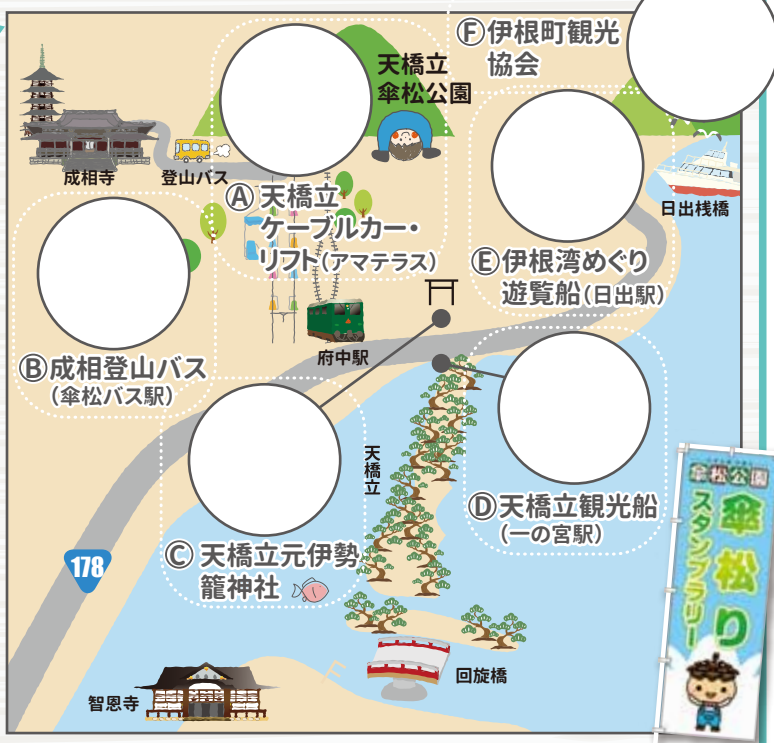 Ⓕ伊根町観光
協会
天橋立
傘松公園
成相寺
登山バス
Ⓐ天橋立
ケーブルカー・
リフト(アマテラス)
日出桟橋
Ⓔ伊根湾めぐり
遊覧船(日出駅)
Ⓑ成相登山バス
(傘松バス駅)
府中駅
天橋立
Ⓓ天橋立観光船
(一の宮駅)
Ⓒ天橋立元伊勢
籠神社
178
回旋橋
智恩寺
傘松公園
傘松り
スタンプラリー